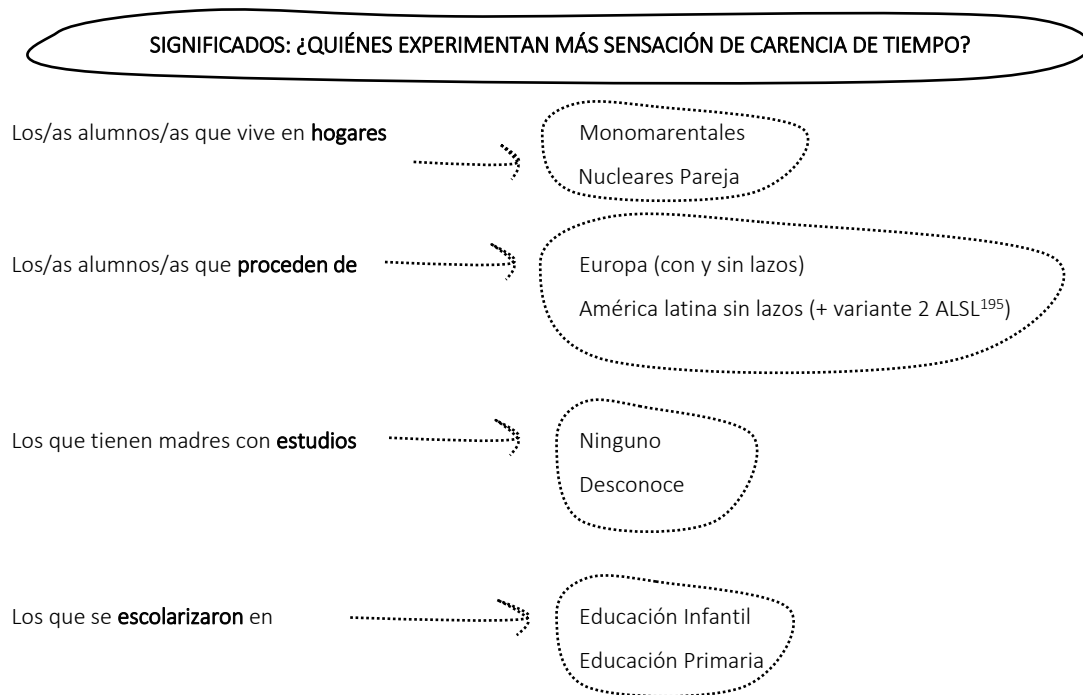 SIGNIFICADOS: ¿QUIÉNES EXPERIMENTAN MÁS SENSACIÓN DE CARENCIA DE TIEMPO?
Los/as alumnos/as que vive en hogares
Monomarentales
Nucleares Pareja
Los/as alumnos/as que proceden de
Europa (con y sin lazos)
América latina sin lazos (+ variante 2 ALSL195)
Los que tienen madres con estudios
Ninguno
Desconoce
Los que se escolarizaron en
Educación Infantil
Educación Primaria